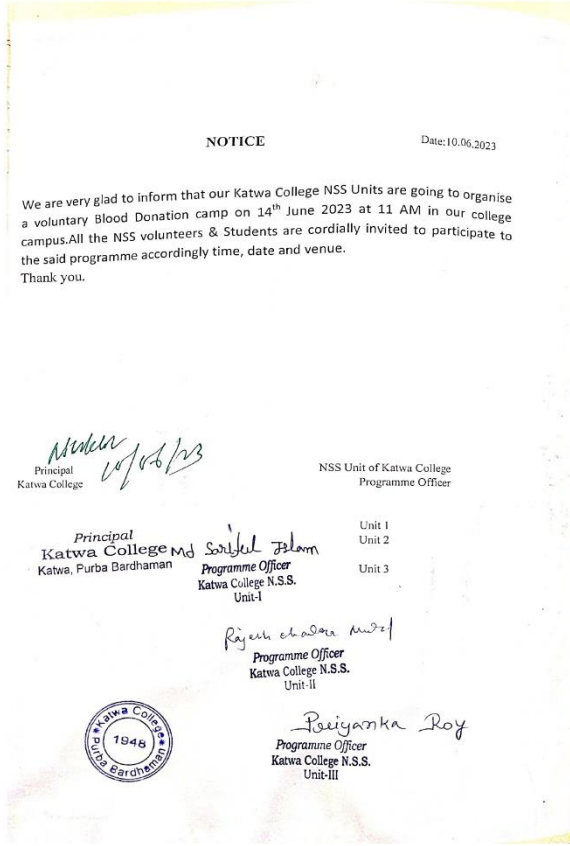 NOTICE
Date:10.06.2023
We are very glad to inform that our Katwa College NSS Units are going to organise
a voluntary Blood Donation camp on 14th June 2023 at 11 AM in our college
campus.All the NSS volunteers & Students are cordially invited to participate to
the said programme accordingly time, date and venue.
Thank you.
10/06/23
Principal
Katwa College
NSS Unit of Katwa College
Programme Officer
Unit 1
Unit 2
Unit 3
Principal
Katwa College
Katwa, Purba Bardhaman
Md Islam
Programme Officer
Katwa College N.S.S.
Unit-I
Rajesh
Programme Officer
Katwa College N.S.S.
Unit-II
Priyanka Roy
Programme Officer
Katwa College N.S.S.
Unit-III
Katwa College
1948
Purba Bardhaman